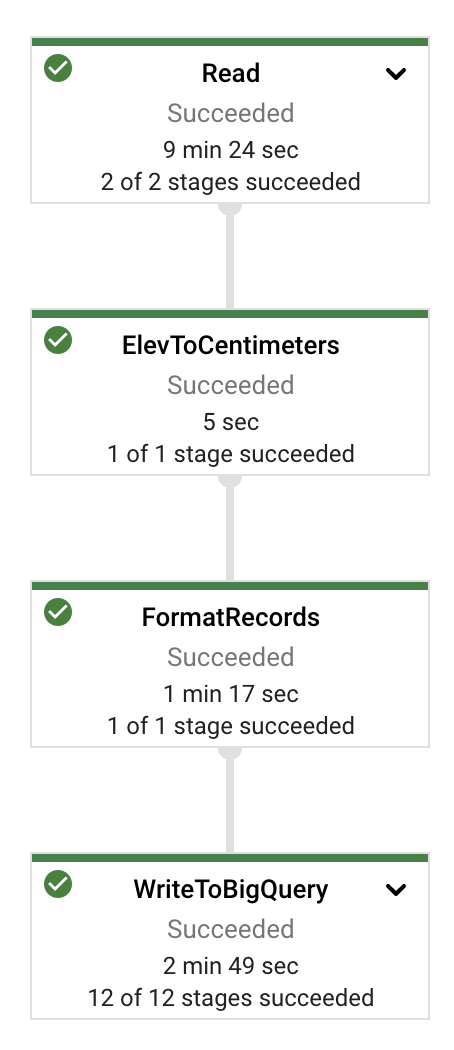 Read
Succeeded
9 min 24 sec
2 of 2 stages succeeded
ElevToCentimeters
Succeeded
5 sec
1 of 1 stage succeeded
FormatRecords
Succeeded
1 min 17 sec
1 of 1 stage succeeded
WriteToBigQuery
Succeeded
2 min 49 sec
12 of 12 stages succeeded